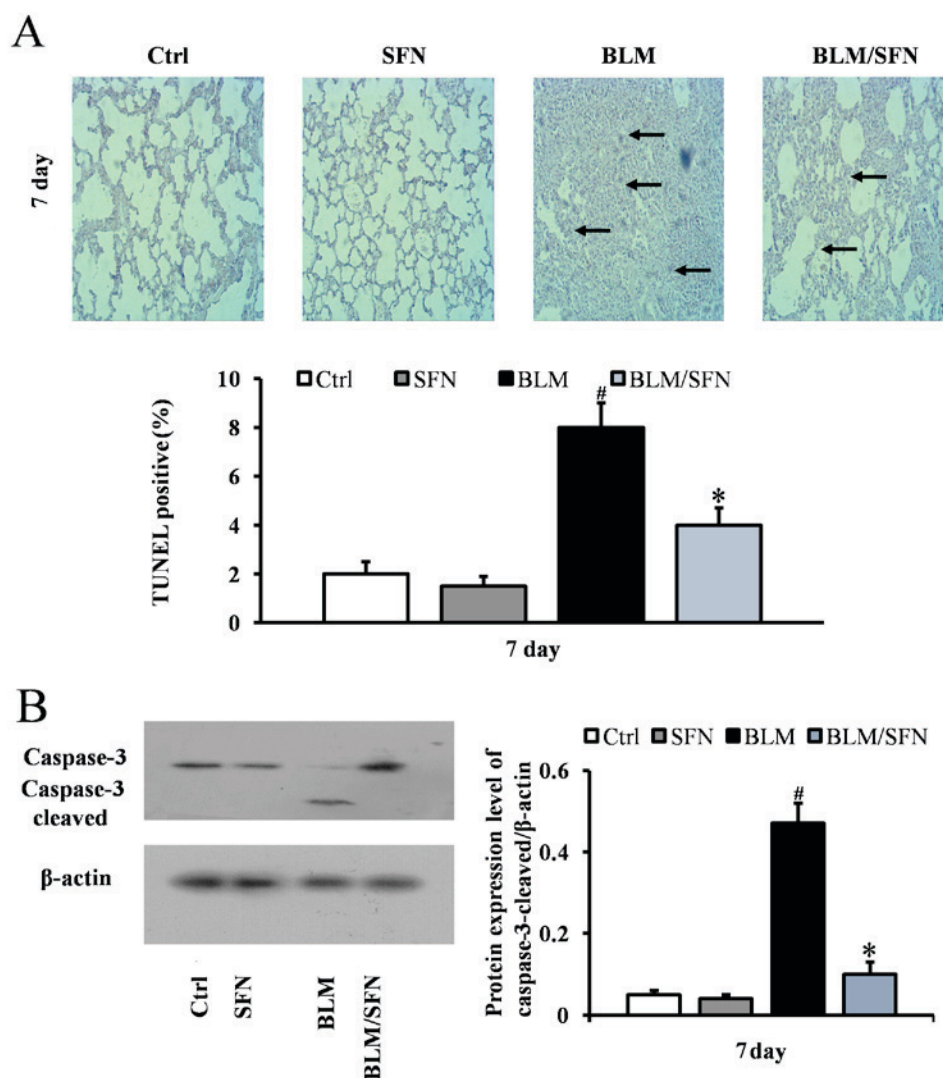 A
Ctrl SFN BLM BLM/SFN
7 day
10
8
6
4
2
0
TUNEL positive (%)
Ctrl SFN BLM BLM/SFN
#
*
7 day
B
Caspase-3
Caspase-3
cleaved
β-actin
Ctrl SFN BLM BLM/SFN
Protein expression level of
caspase-3-cleaved/β-actin
Ctrl SFN BLM BLM/SFN
0.6
0.4
0.2
0
#
*
7 day